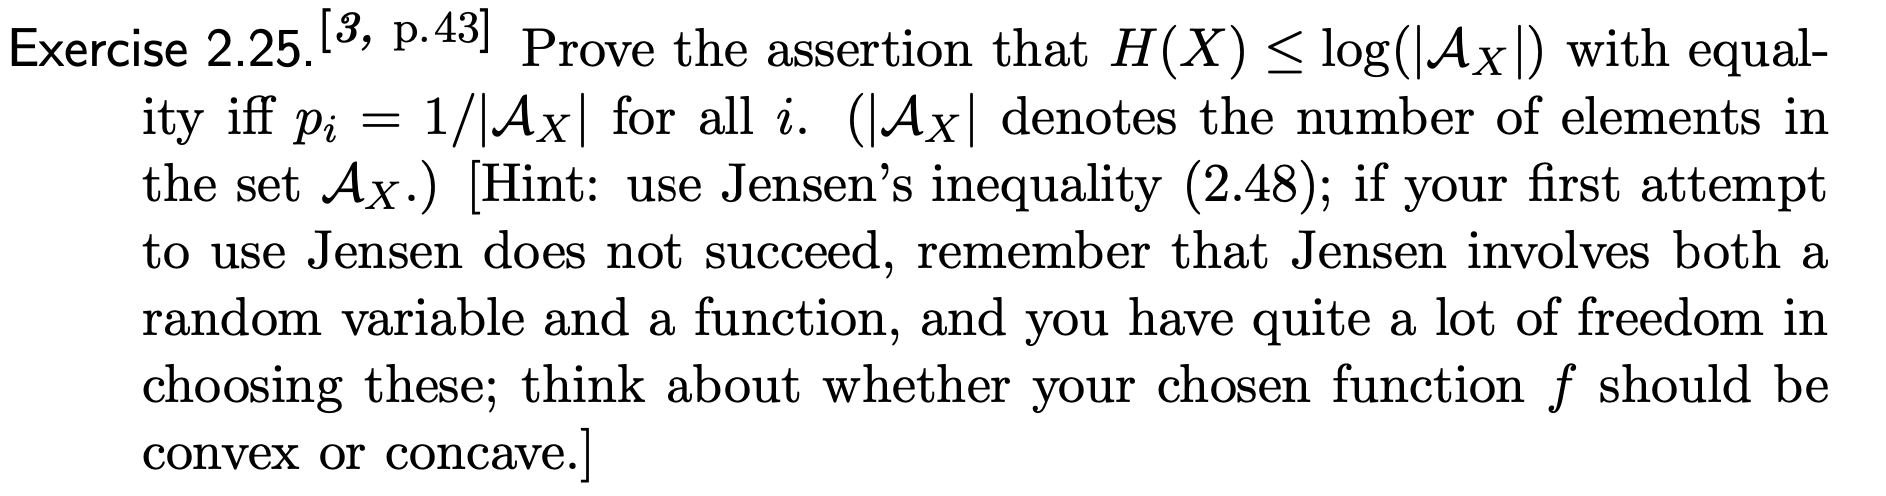 Exercise 2.25.[3, p.43] Prove the assertion that H(X) ≤ log(|𝒜_X|) with equal-
ity iff p_i = 1/|𝒜_X| for all i. (|𝒜_X| denotes the number of elements in
the set 𝒜_X.) [Hint: use Jensen's inequality (2.48); if your first attempt
to use Jensen does not succeed, remember that Jensen involves both a
random variable and a function, and you have quite a lot of freedom in
choosing these; think about whether your chosen function f should be
convex or concave.]